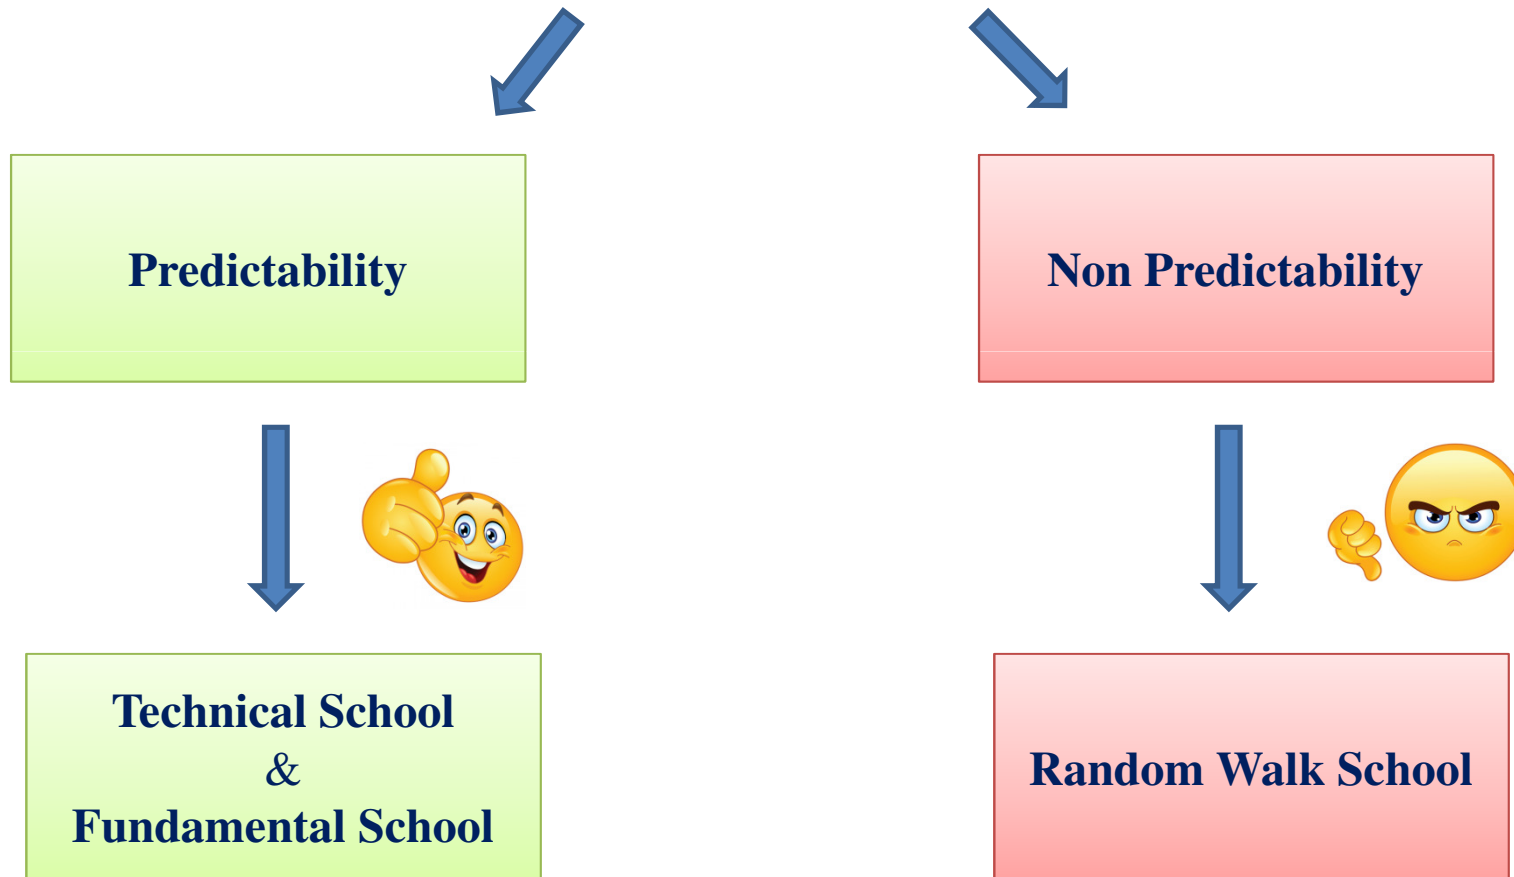 Predictability
Non Predictability
Technical School
&
Fundamental School
Random Walk School